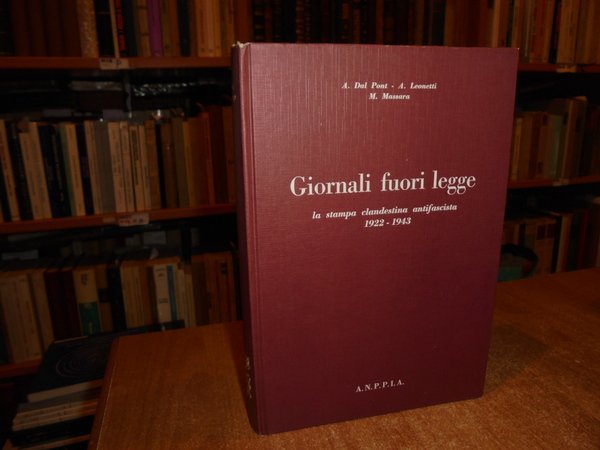 A. Dal Pont - A. Leonetti
M. Massara
Giornali fuori legge
la stampa clandestina antifascista
1922 - 1943
A.N.P.P.I.A.